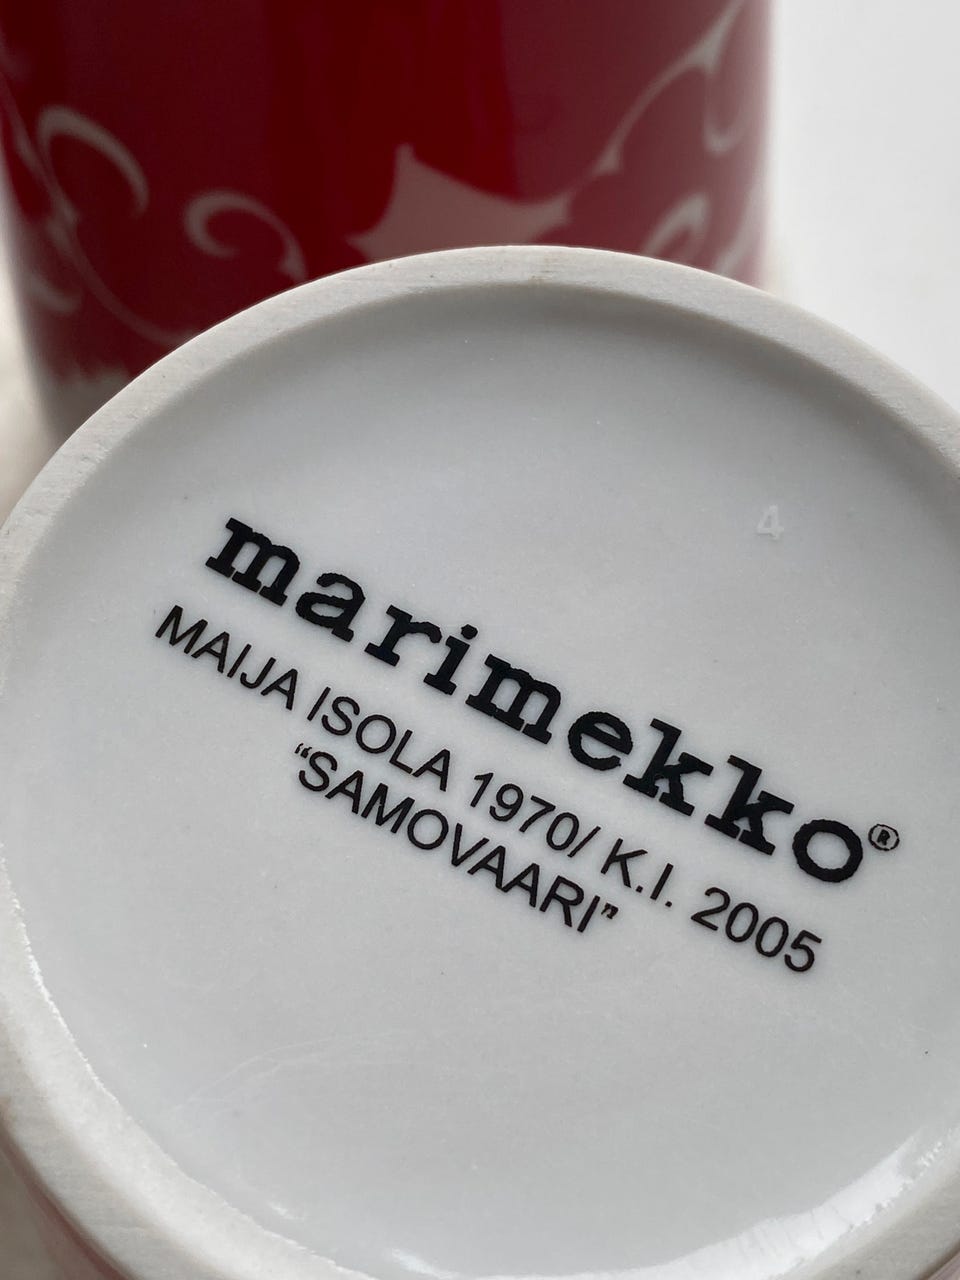 4
marimekko®
MAIJA ISOLA 1970/ K.I. 2005
“SAMOVAARI”